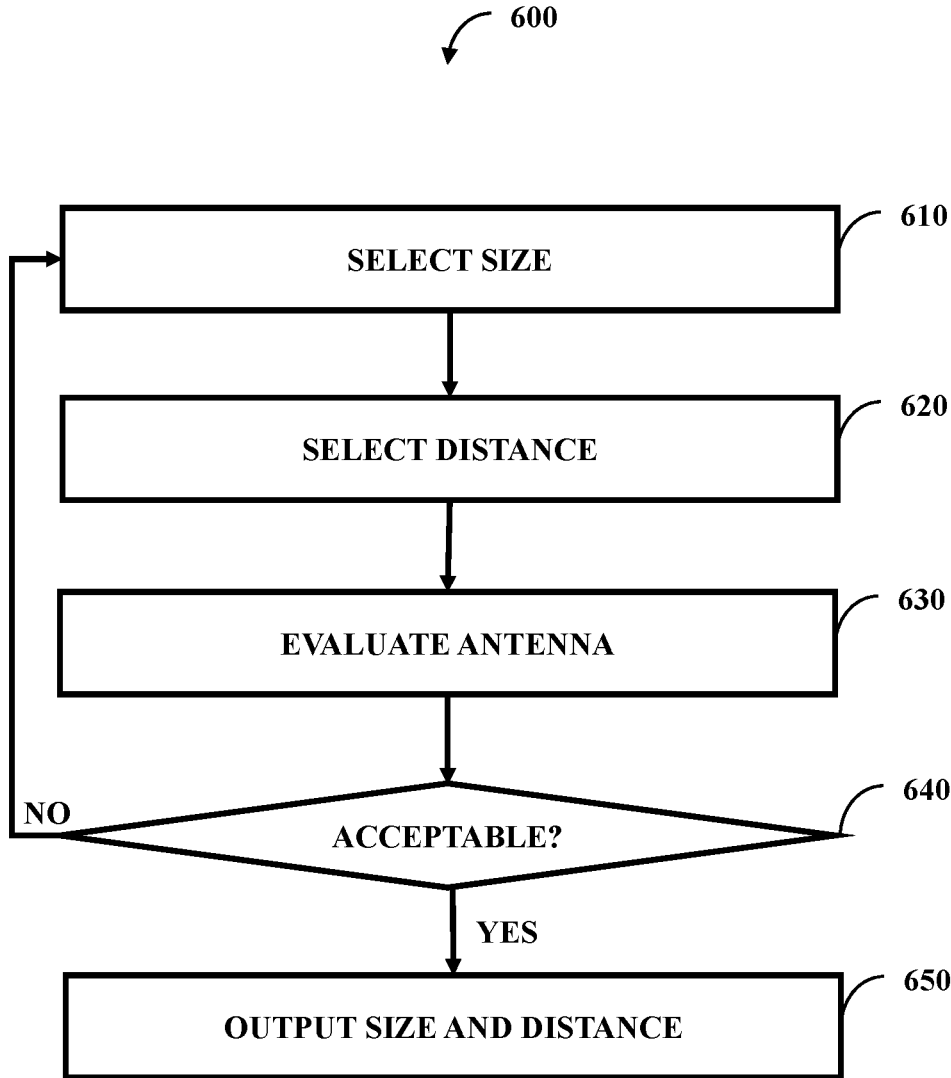 600
610
SELECT SIZE
620
SELECT DISTANCE
630
EVALUATE ANTENNA
640
NO
ACCEPTABLE?
YES
650
OUTPUT SIZE AND DISTANCE